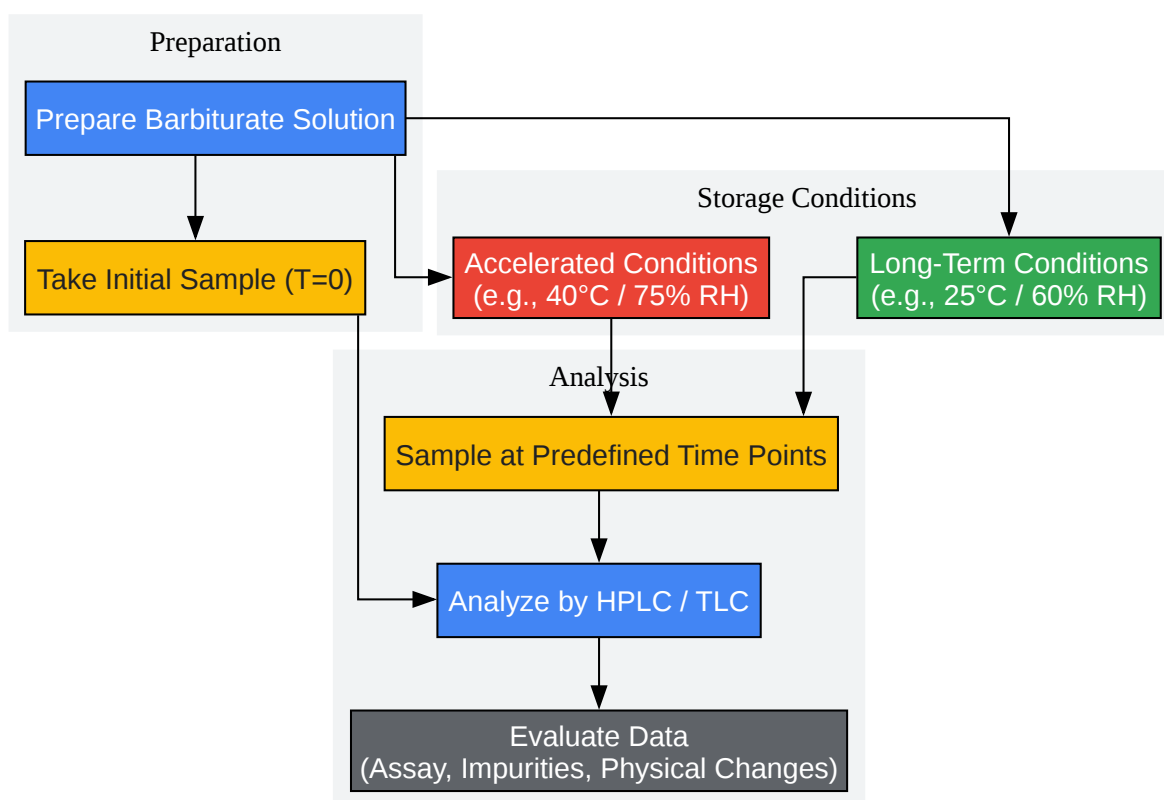 Preparation
Prepare Barbiturate Solution
Take Initial Sample (T=0)
Storage Conditions
Accelerated Conditions
(e.g., 40°C / 75% RH)
Long-Term Conditions
(e.g., 25°C / 60% RH)
Analysis
Sample at Predefined Time Points
Analyze by HPLC / TLC
Evaluate Data
(Assay, Impurities, Physical Changes)